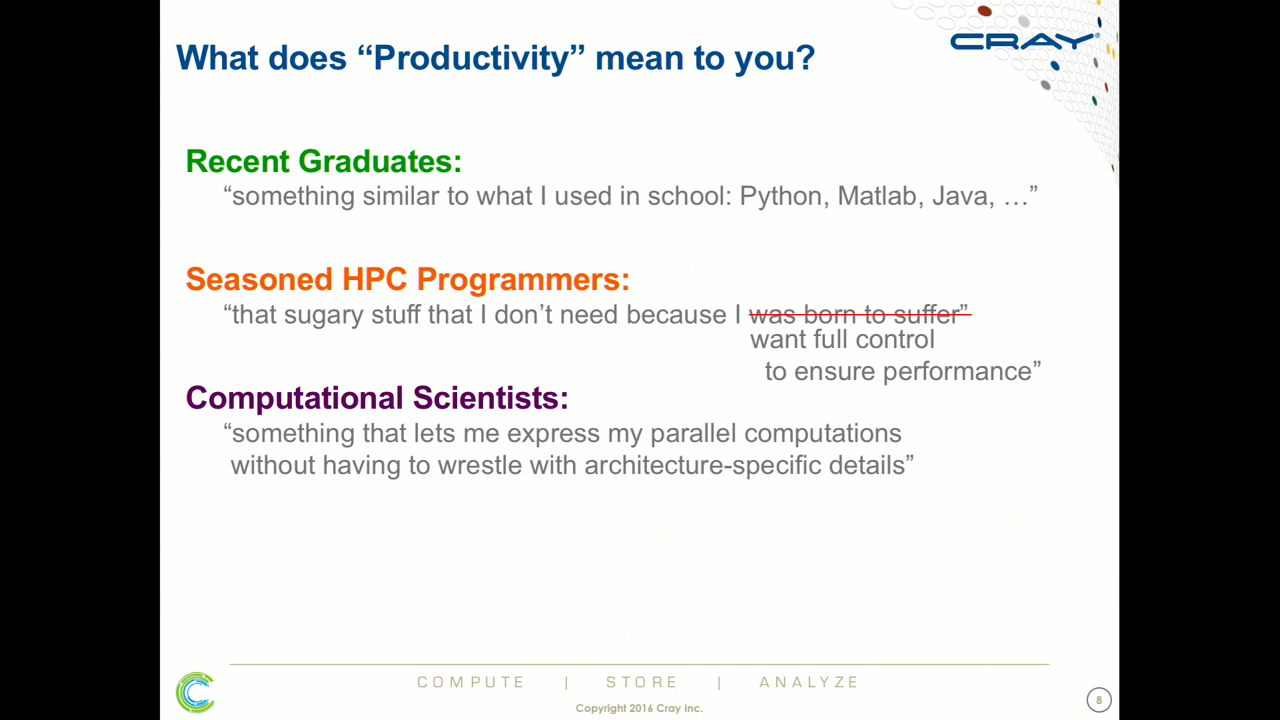 CRAY®
What does “Productivity” mean to you?
Recent Graduates:
“something similar to what I used in school: Python, Matlab, Java, …”
Seasoned HPC Programmers:
“that sugary stuff that I don’t need because I was born to suffer”
want full control
to ensure performance”
Computational Scientists:
“something that lets me express my parallel computations
without having to wrestle with architecture-specific details”
COMPUTE | STORE | ANALYZE
Copyright 2016 Cray Inc.
8